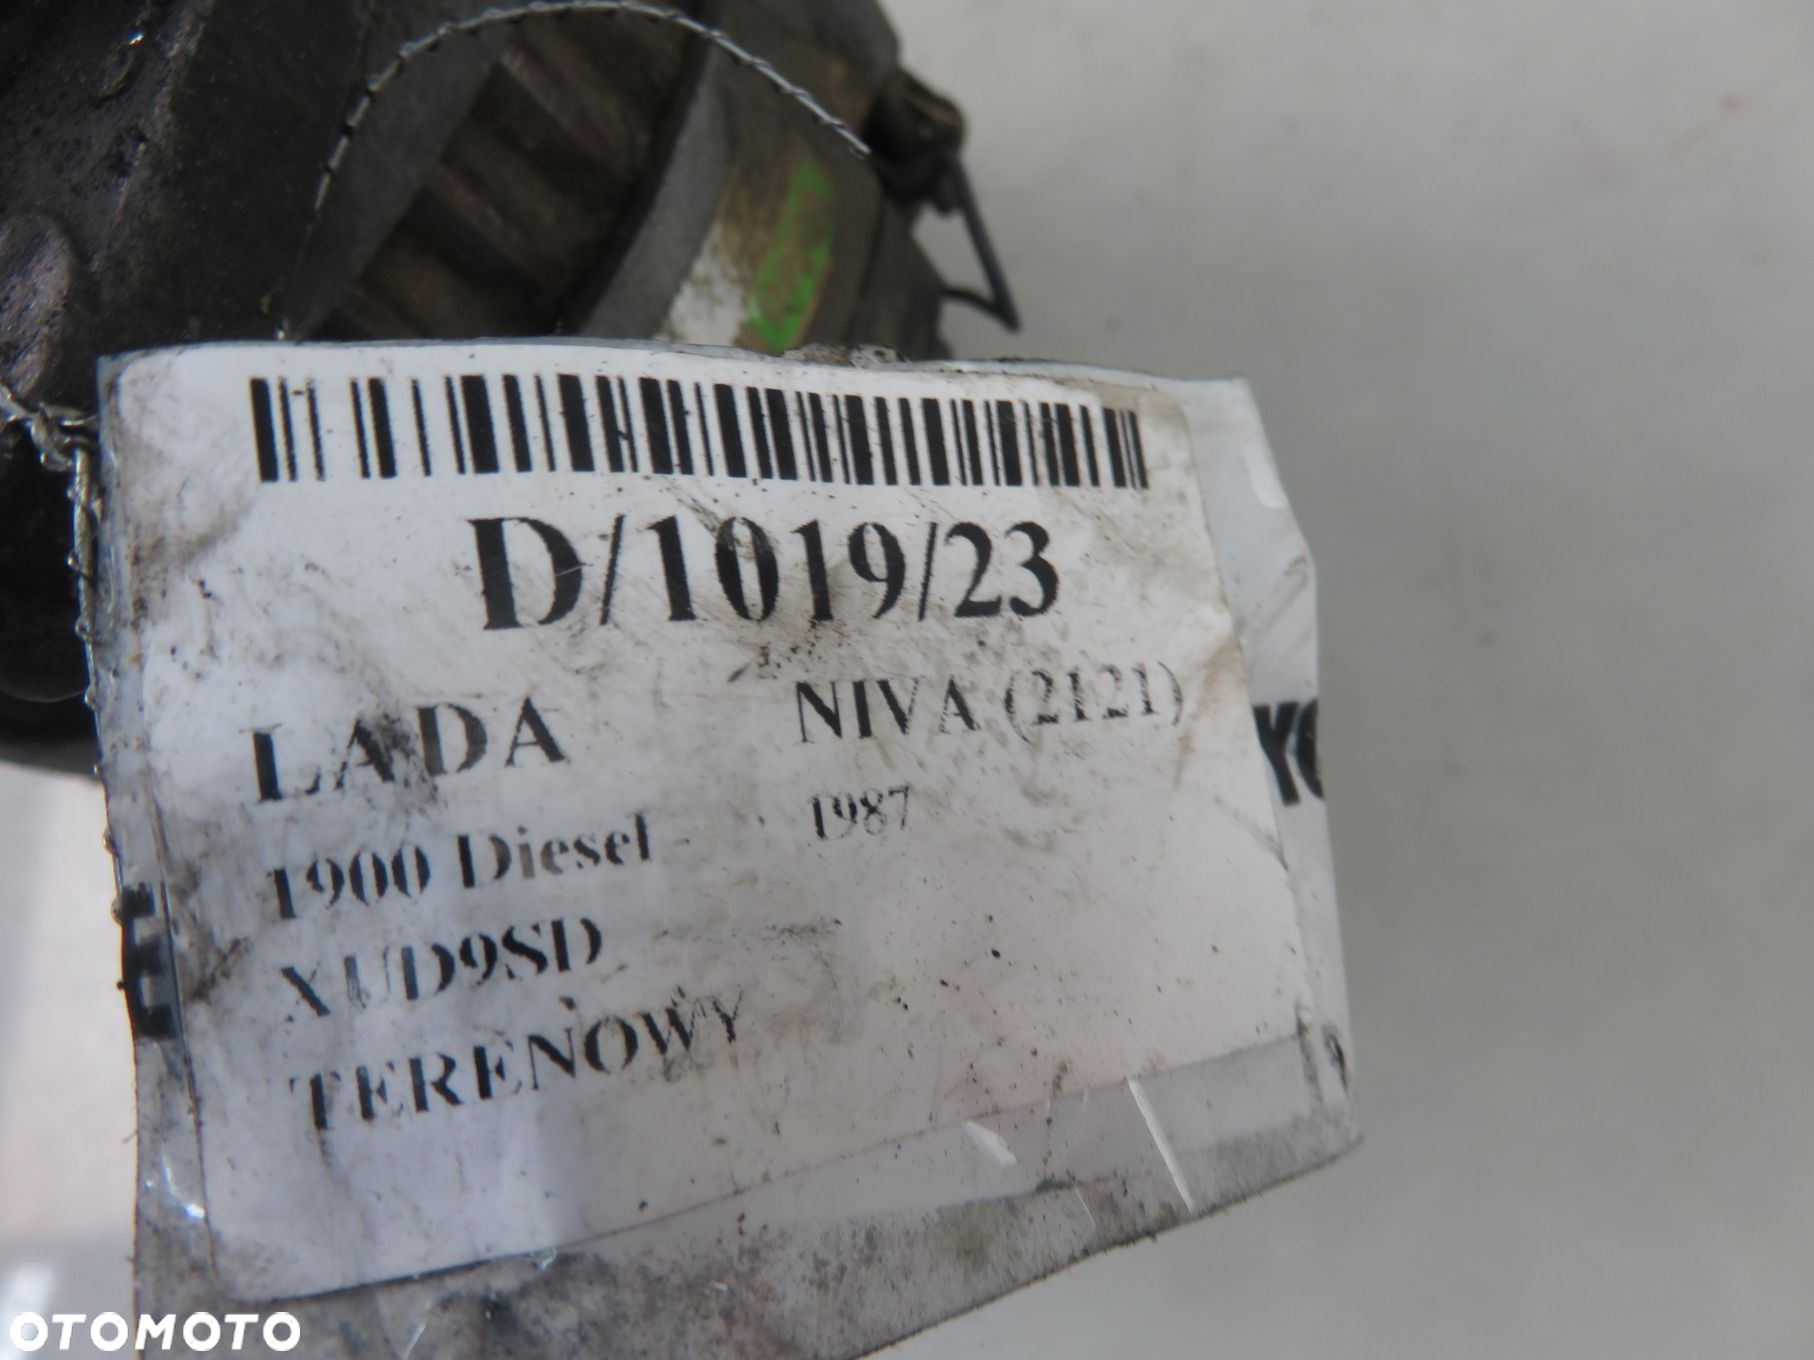 D/1019/23
LADA NIVA (2121)
1900 Diesel - 1987
XUD9SD
TERENOWY
OTOMOTO